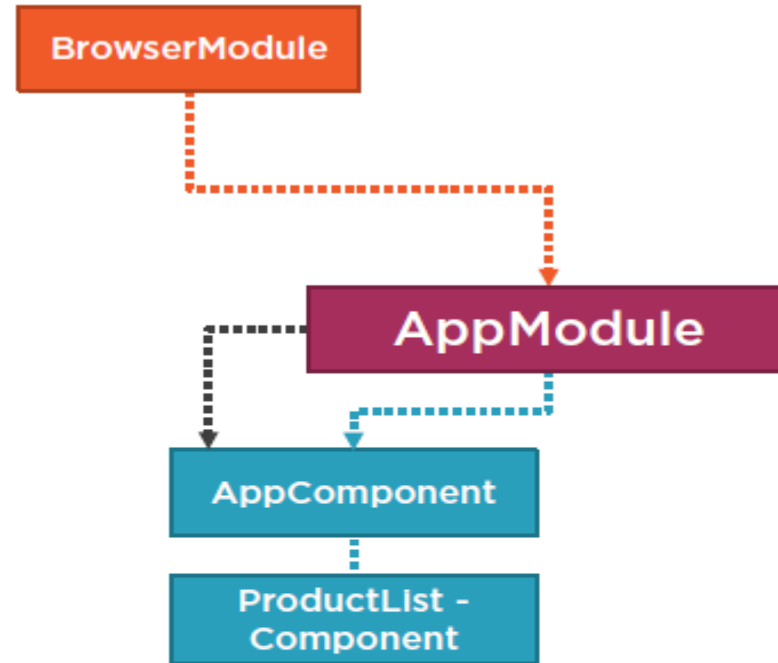 BrowserModule
AppModule
AppComponent
ProductList -
Component